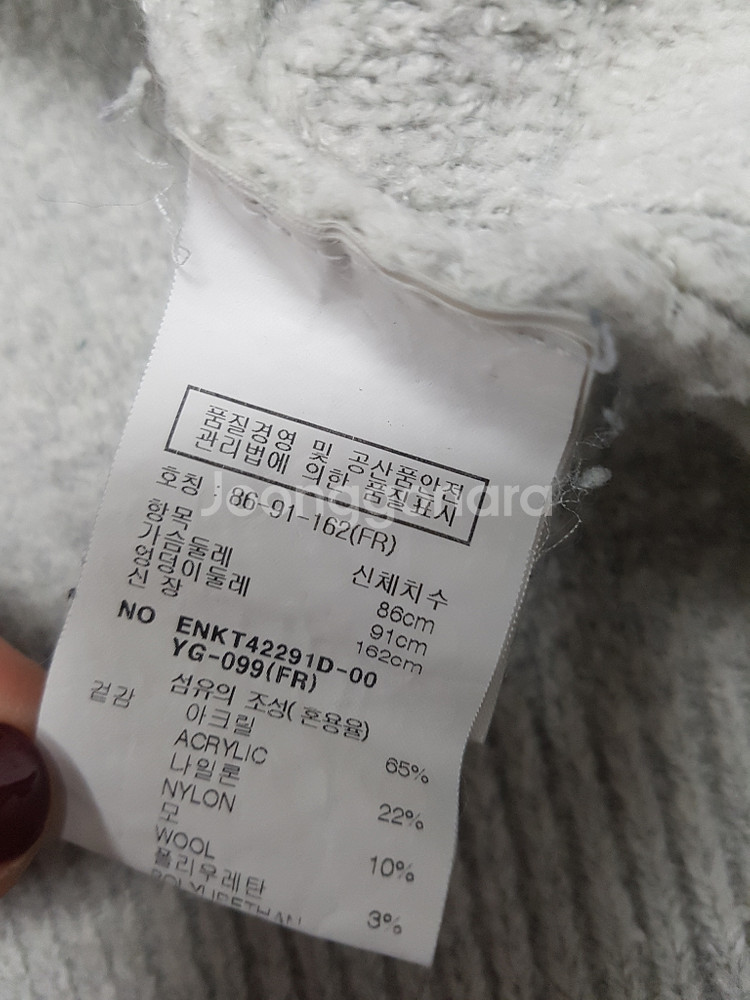 품질경영 및 공산품안전
관리법에 의한 품질표시
Joonggonara
호칭 : 86-91-162(FR)
항목 신체치수
가슴둘레 86cm
엉덩이둘레 91cm
신 장 162cm
NO ENKT42291D-00
YG-099(FR)
섬유의 조성(혼용율)
겉감 아크릴
ACRYLIC 65%
나일론
NYLON 22%
모
WOOL 10%
폴리우레탄
POLYURETHAN 3%